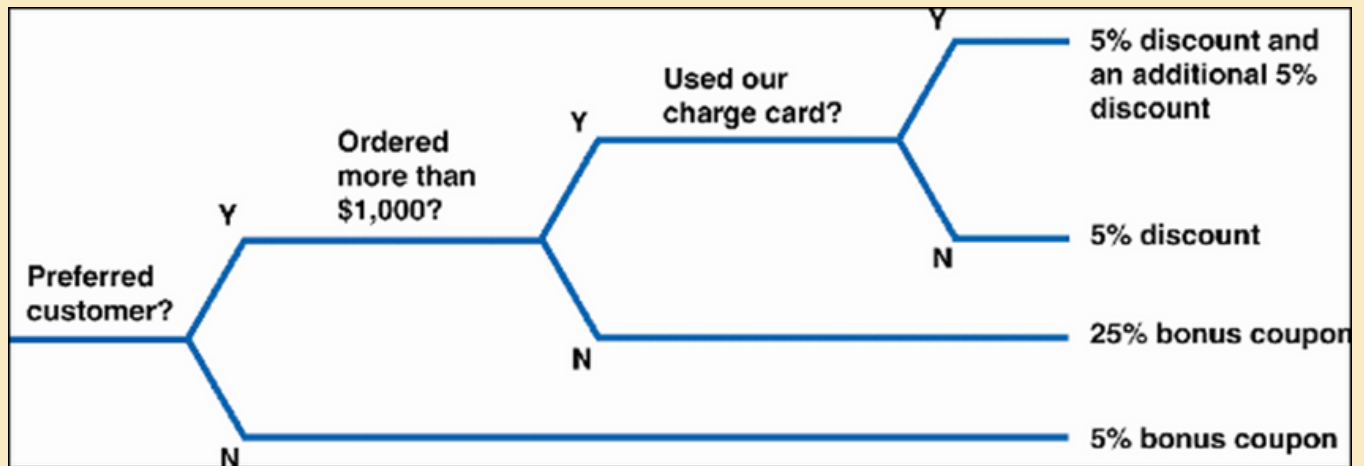 Y
5% discount and
an additional 5%
discount
Used our
charge card?
Y
Ordered
more than
$1,000?
Y
N
5% discount
Preferred
customer?
N
25% bonus coupon
N
5% bonus coupon